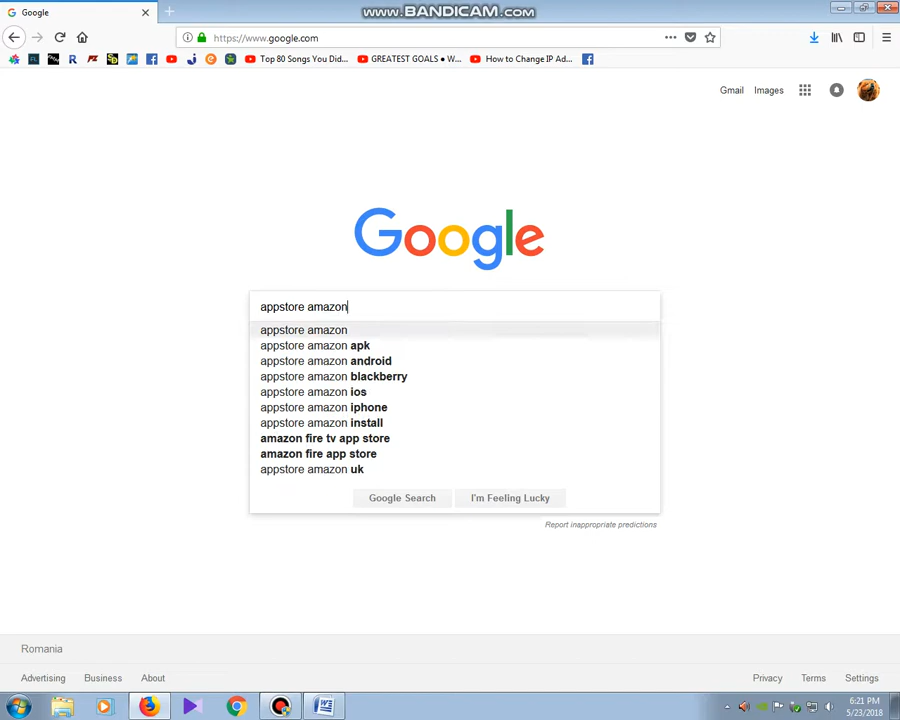 Google
www.BANDICAM.com
https://www.google.com
Top 80 Songs You Did...
GREATEST GOALS ● W...
How to Change IP Ad...
Gmail
Images
Google
appstore amazon
appstore amazon
appstore amazon apk
appstore amazon android
appstore amazon blackberry
appstore amazon ios
appstore amazon iphone
appstore amazon install
amazon fire tv app store
amazon fire app store
appstore amazon uk
Google Search
I'm Feeling Lucky
Report inappropriate predictions
Romania
Advertising
Business
About
Privacy
Terms
Settings
6:21 PM
5/23/2018